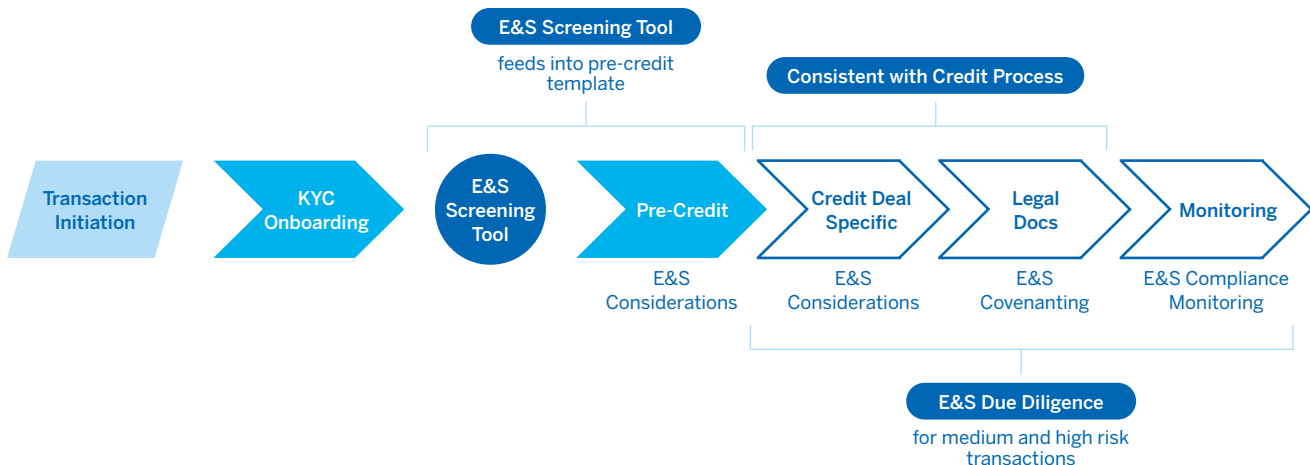 E&S Screening Tool
feeds into pre-credit
template
Consistent with Credit Process
Transaction
Initiation
KYC
Onboarding
E&S
Screening
Tool
Pre-Credit
Credit Deal
Specific
Legal
Docs
Monitoring
E&S
Considerations
E&S
Considerations
E&S
Covenanting
E&S Compliance
Monitoring
E&S Due Diligence
for medium and high risk
transactions